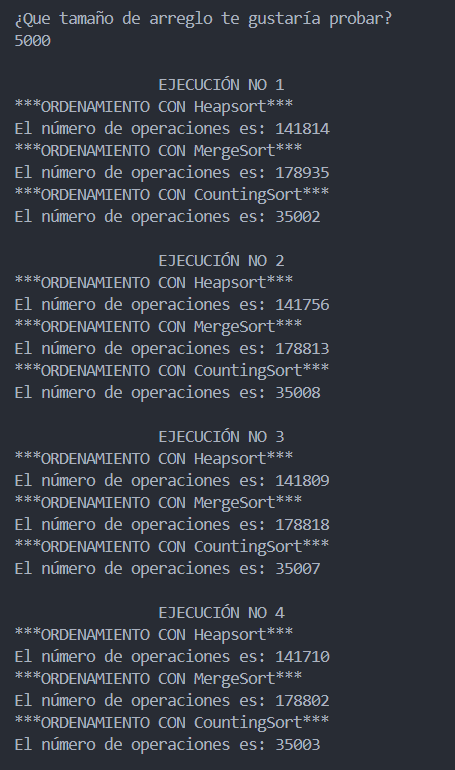 ¿Que tamaño de arreglo te gustaría probar?
5000
EJECUCIÓN NO 1
***ORDENAMIENTO CON Heapsort***
El número de operaciones es: 141814
***ORDENAMIENTO CON MergeSort***
El número de operaciones es: 178935
***ORDENAMIENTO CON CountingSort***
El número de operaciones es: 35002
EJECUCIÓN NO 2
***ORDENAMIENTO CON Heapsort***
El número de operaciones es: 141756
***ORDENAMIENTO CON MergeSort***
El número de operaciones es: 178813
***ORDENAMIENTO CON CountingSort***
El número de operaciones es: 35008
EJECUCIÓN NO 3
***ORDENAMIENTO CON Heapsort***
El número de operaciones es: 141809
***ORDENAMIENTO CON MergeSort***
El número de operaciones es: 178818
***ORDENAMIENTO CON CountingSort***
El número de operaciones es: 35007
EJECUCIÓN NO 4
***ORDENAMIENTO CON Heapsort***
El número de operaciones es: 141710
***ORDENAMIENTO CON MergeSort***
El número de operaciones es: 178802
***ORDENAMIENTO CON CountingSort***
El número de operaciones es: 35003